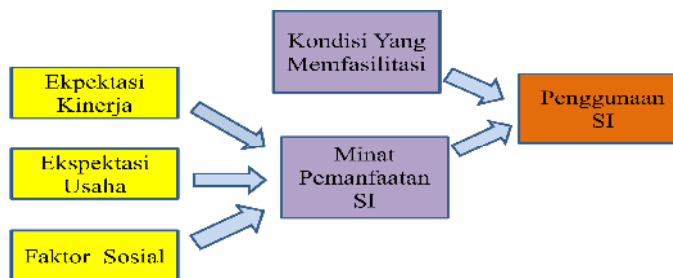 Kondisi Yang
Memfasilitasi
Ekpektasi
Kinerja
Penggunaan
SI
Ekspektasi
Usaha
Minat
Pemanfaatan
SI
Faktor Sosial